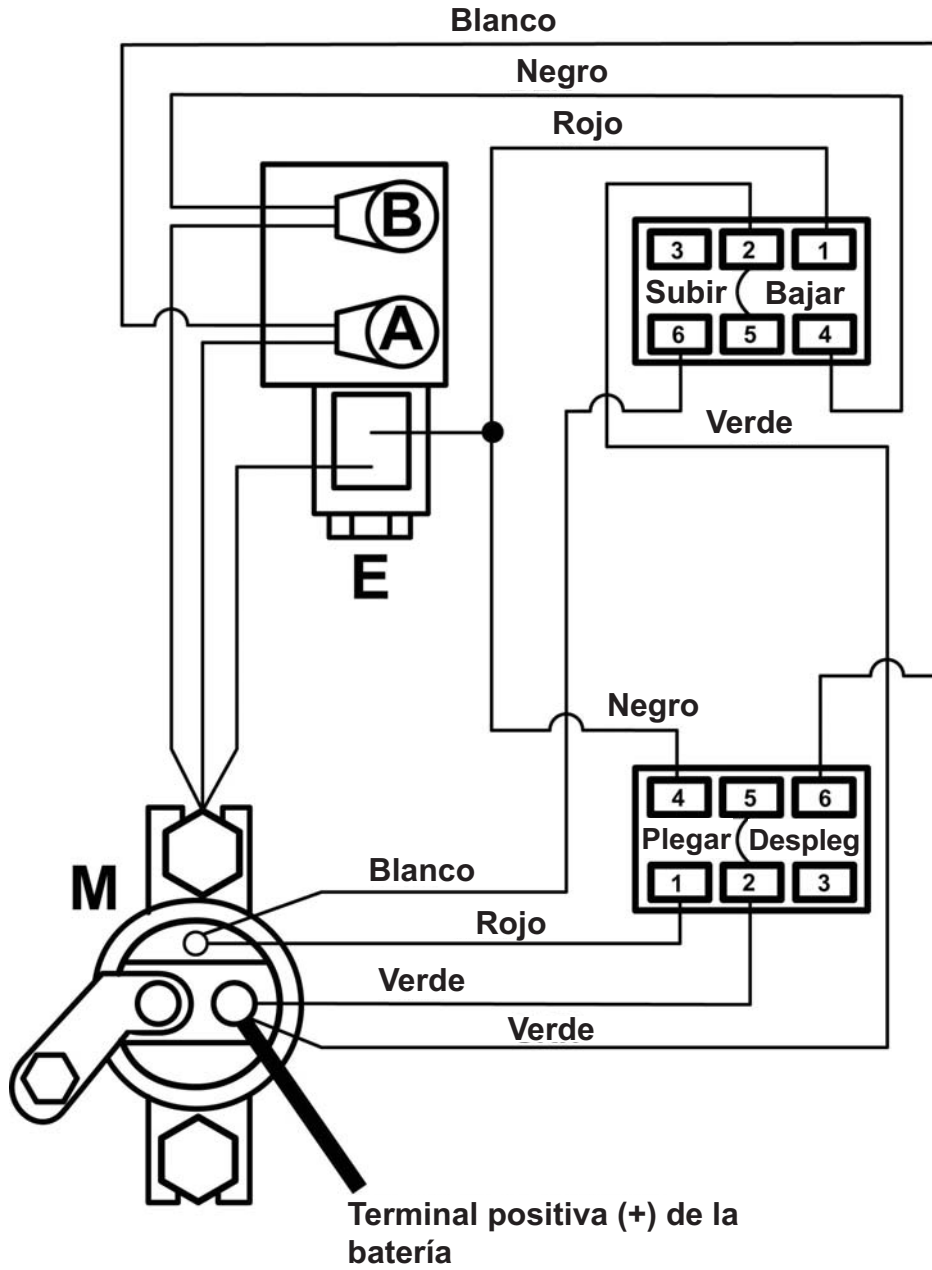 Blanco
Negro
Rojo
B
3 2 1
Subir Bajar
A
6 5 4
Verde
E
Negro
4 5 6
Plegar Despleg
Blanco
M
1 2 3
Rojo
Verde
Verde
Terminal positiva (+) de la
batería